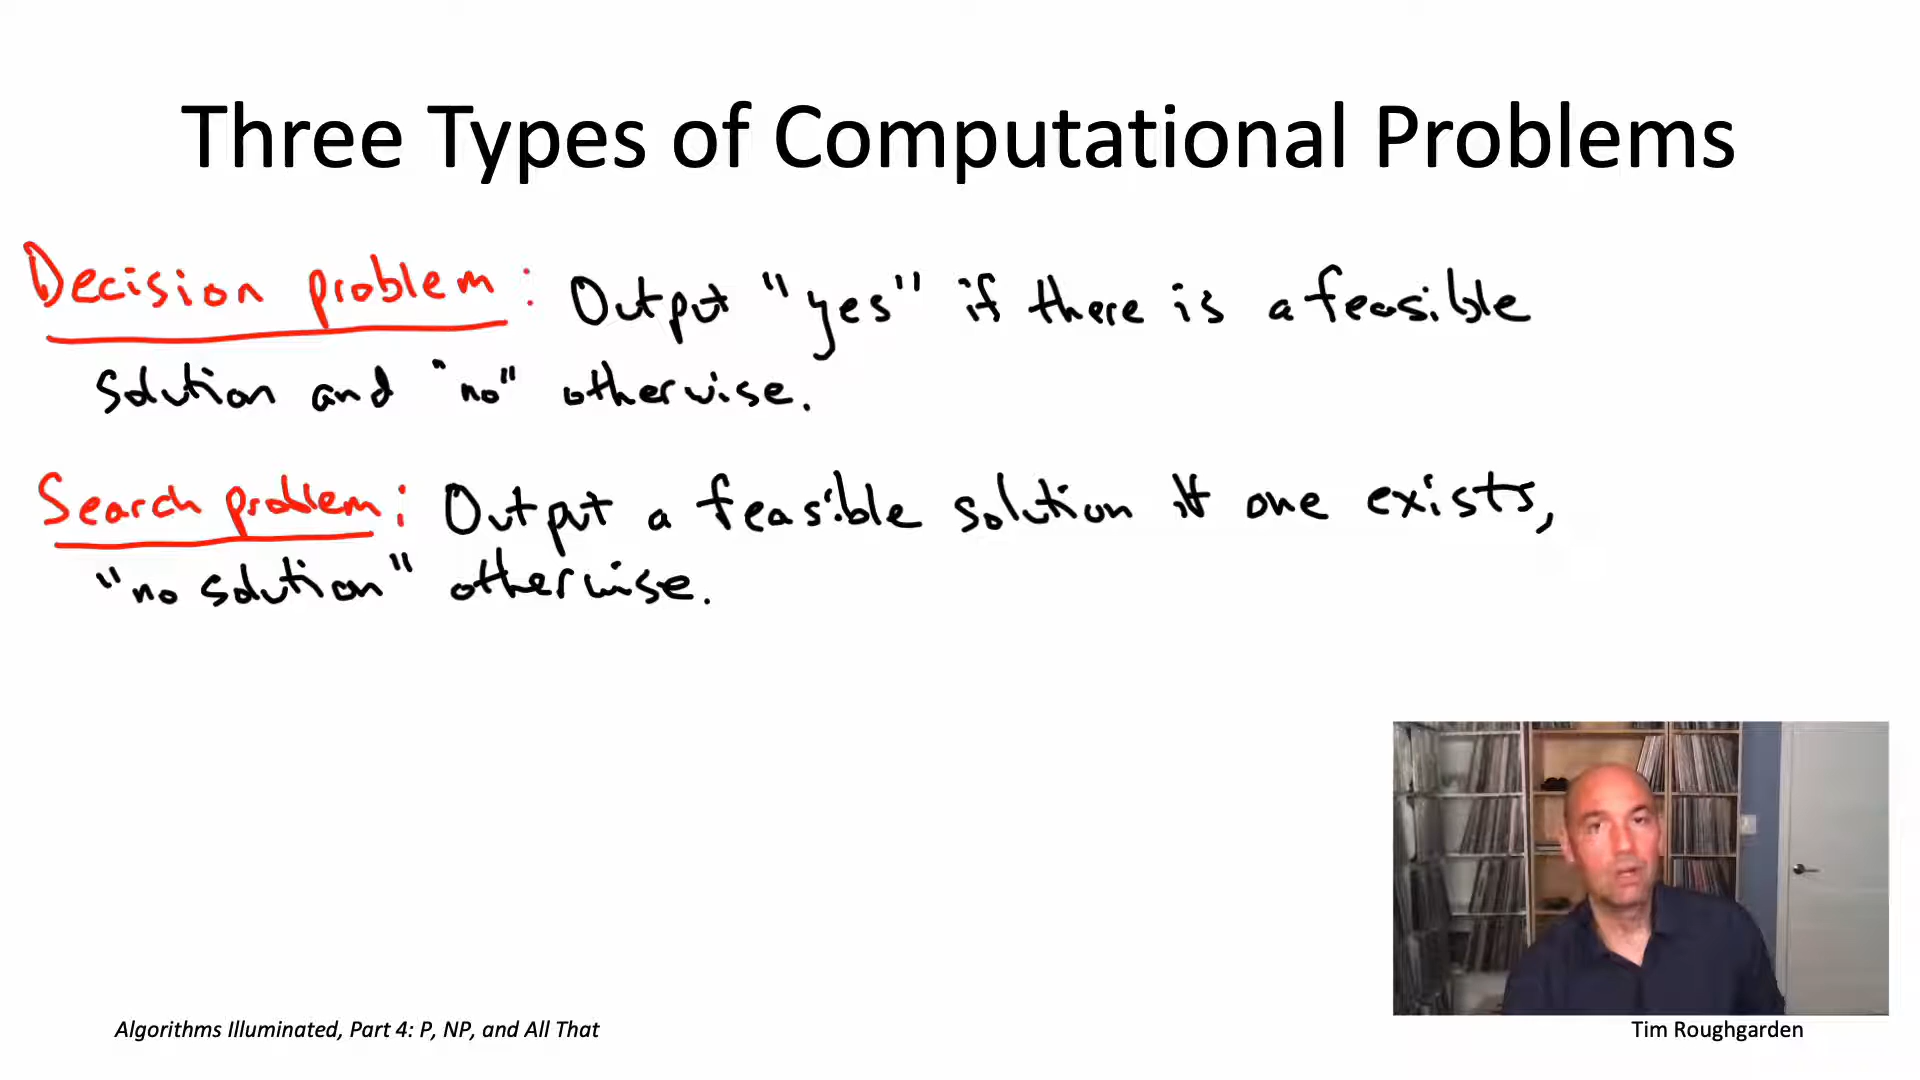 Three Types of Computational Problems
Decision problem: Output "yes" if there is a feasible
solution and "no" otherwise.
Search problem: Output a feasible solution if one exists,
"no solution" otherwise.
Algorithms Illuminated, Part 4: P, NP, and All That
Tim Roughgarden